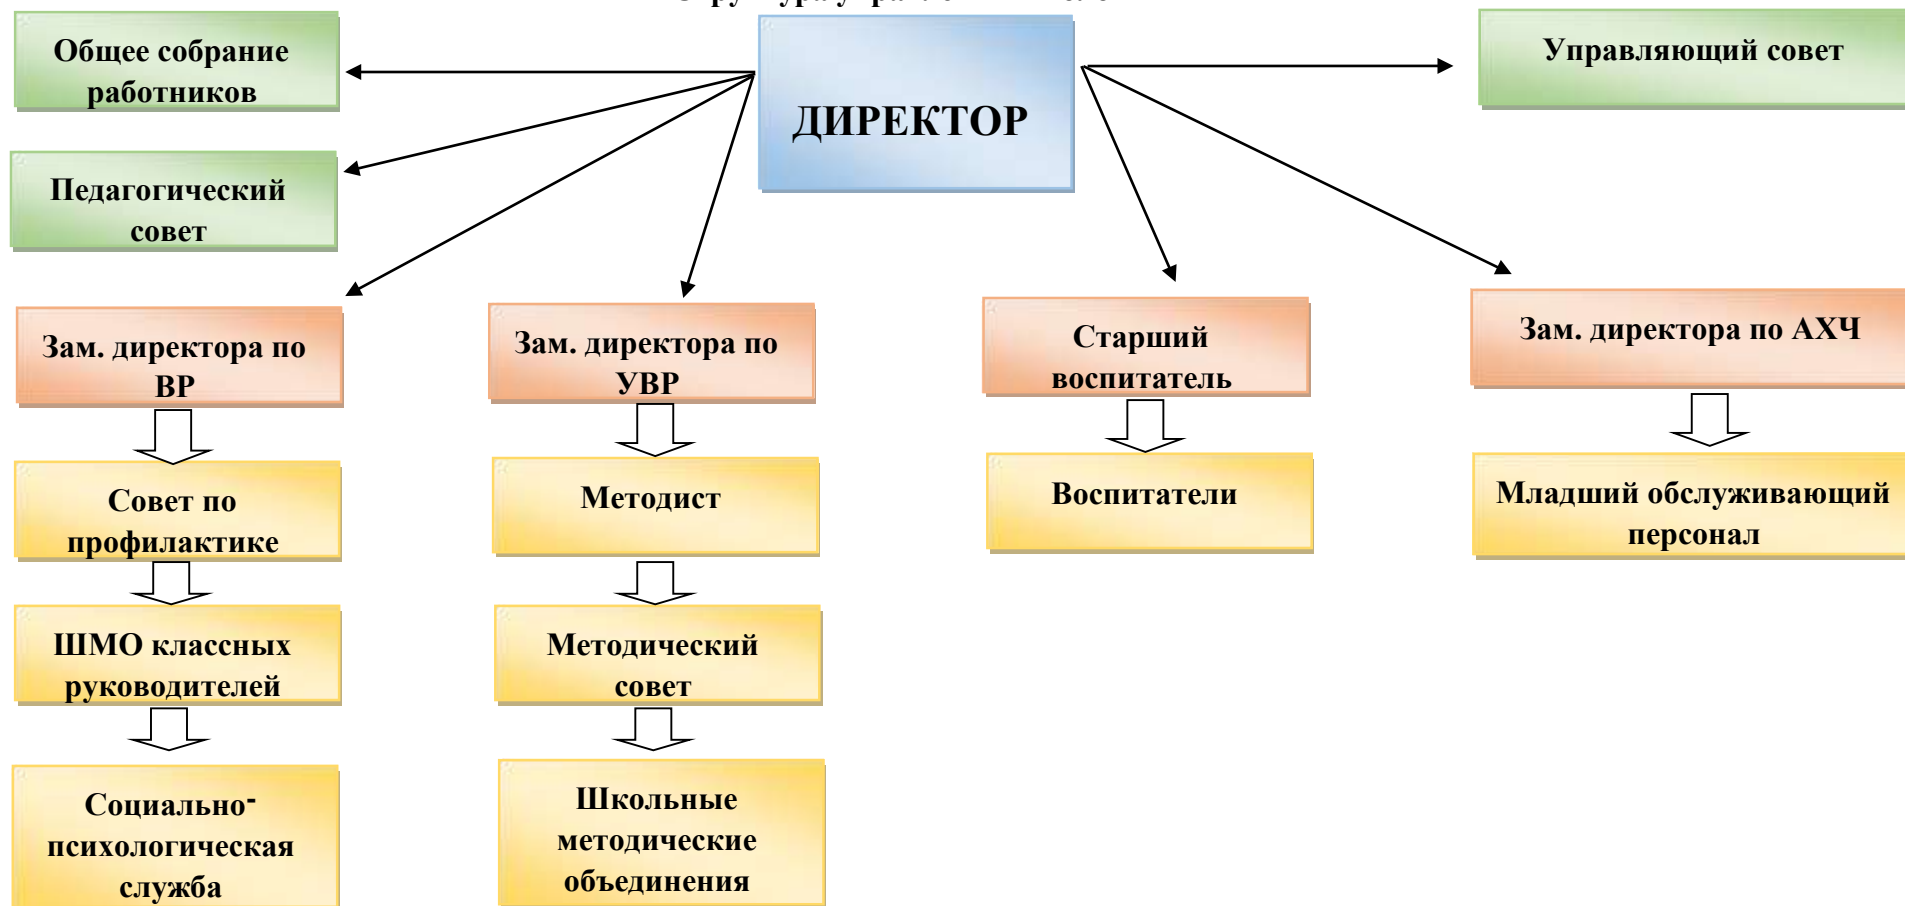 Общее собрание
работников
ДИРЕКТОР
Управляющий совет
Педагогический
совет
Зам. директора по
ВР
Зам. директора по
УВР
Старший
воспитатель
Зам. директора по АХЧ
Совет по
профилактике
Методист
Воспитатели
Младший обслуживающий
персонал
ШМО классных
руководителей
Методический
совет
Социально-
психологическая
служба
Школьные
методические
объединения